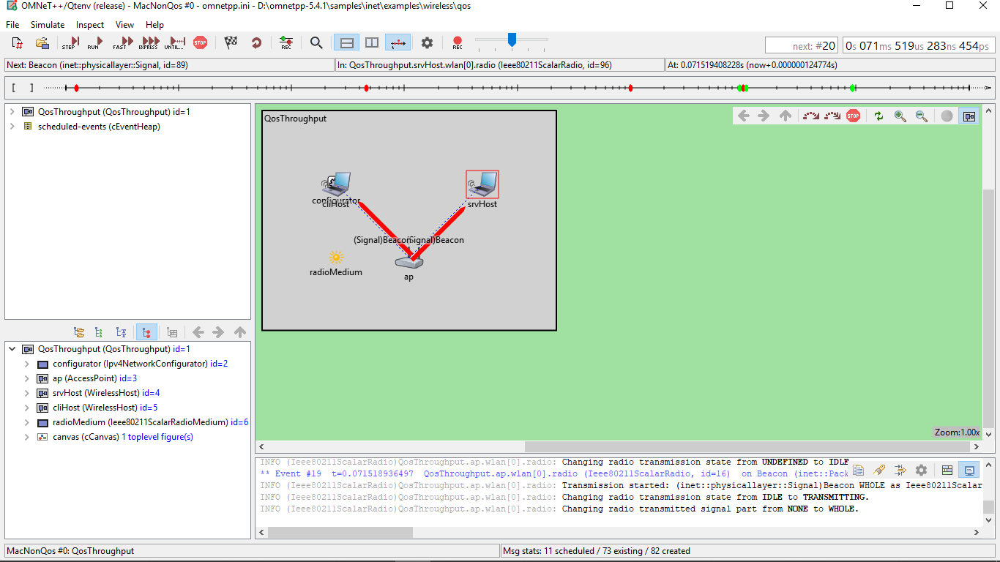 OMNeT++/Qtenv (release) - MacNonQos #0 - omnetpp.ini - D:\omnetpp-5.4.1\samples\inet\examples\wireless\qos
File Simulate Inspect View Help
STEP RUN FAST EXPRESS UNTIL... STOP REC REC
next: #20 0s 071ms 519us 283ns 454ps
Next: Beacon (inet::physicallayer::Signal, id=89) In: QosThroughput.srvHost.wlan[0].radio (Ieee80211ScalarRadio, id=96) At: 0.071519408228s (now+0.000000124774s)
[ ]
QosThroughput (QosThroughput) id=1
scheduled-events (cEventHeap)
QosThroughput
STOP
configurator
cliHost
srvHost
(Signal)Beacon
(Signal)Beacon
radioMedium
ap
Zoom:1.00x
QosThroughput (QosThroughput) id=1
configurator (Ipv4NetworkConfigurator) id=2
ap (AccessPoint) id=3
srvHost (WirelessHost) id=4
cliHost (WirelessHost) id=5
radioMedium (Ieee80211ScalarRadioMedium) id=6
canvas (cCanvas) 1 toplevel figure(s)
INFO (Ieee80211ScalarRadio)QosThroughput.ap.wlan[0].radio: Changing radio transmission state from UNDEFINED to IDLE
** Event #19 t=0.071518936497 QosThroughput.ap.wlan[0].radio (Ieee80211ScalarRadio, id=16) on Beacon (inet::Pack
INFO (Ieee80211ScalarRadio)QosThroughput.ap.wlan[0].radio: Transmission started: (inet::physicallayer::Signal)Beacon WHOLE as Ieee80211Scalar
INFO (Ieee80211ScalarRadio)QosThroughput.ap.wlan[0].radio: Changing radio transmission state from IDLE to TRANSMITTING.
INFO (Ieee80211ScalarRadio)QosThroughput.ap.wlan[0].radio: Changing radio transmitted signal part from NONE to WHOLE.
MacNonQos #0: QosThroughput Msg stats: 11 scheduled / 73 existing / 82 created